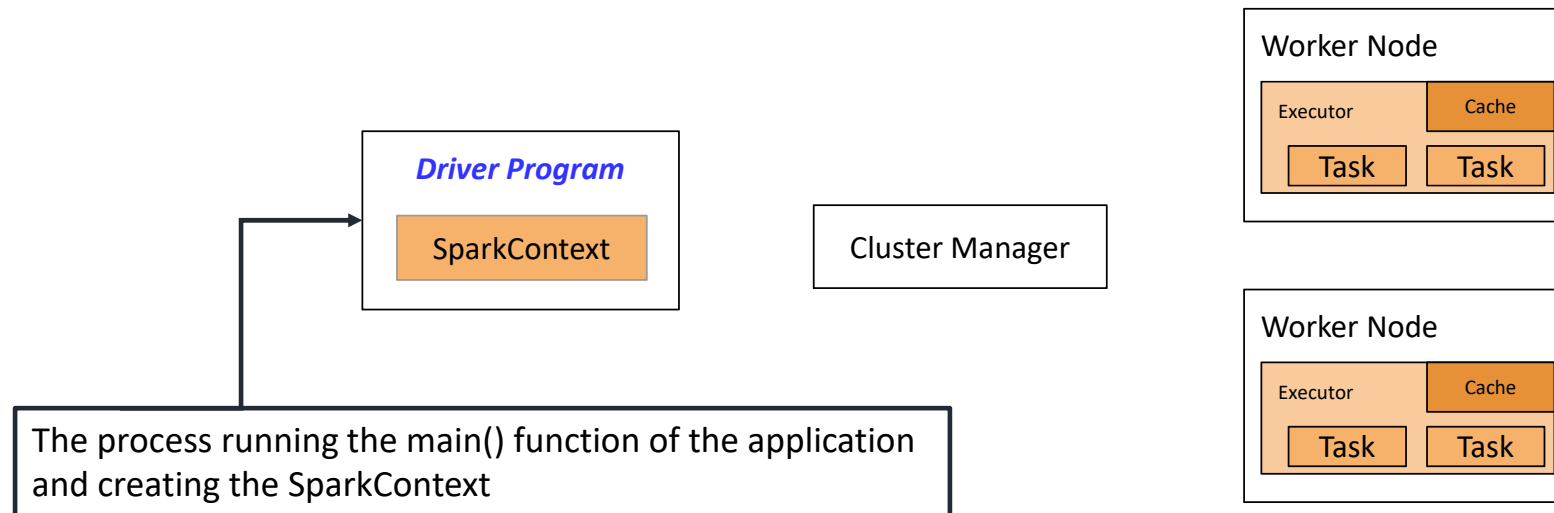 Driver Program
SparkContext
Cluster Manager
Worker Node
Executor
Cache
Task
Task
Worker Node
Executor
Cache
Task
Task
The process running the main() function of the application
and creating the SparkContext